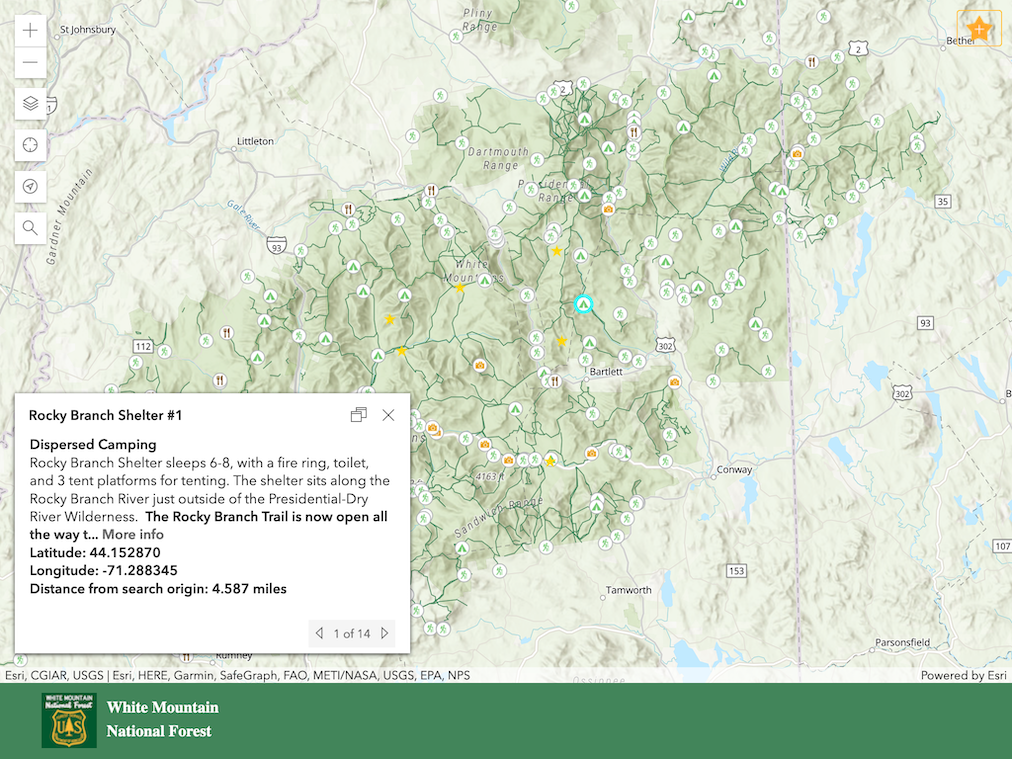 Pliny
Range
St Johnsbury
Bethel
2
2
Littleton
Dartmouth
Range
Gardner Mountain
Gale River
Range
35
93
White
Mountains
93
112
302
302
Bartlett
Rocky Branch Shelter #1
Dispersed Camping
Rocky Branch Shelter sleeps 6-8, with a fire ring, toilet,
and 3 tent platforms for tenting. The shelter sits along the
Rocky Branch River just outside of the Presidential-Dry
River Wilderness.  The Rocky Branch Trail is now open all
the way t... More info
Latitude: 44.152870
Longitude: -71.288345
Distance from search origin: 4.587 miles
1 of 14
4163 ft
Conway
Sandwich Range
107
153
Tamworth
Parsonsfield
Rumney
Ossipee
Esri, CGIAR, USGS | Esri, HERE, Garmin, SafeGraph, FAO, METI/NASA, USGS, EPA, NPS
Powered by Esri
WHITE MOUNTAIN
National Forest
US
White Mountain
National Forest